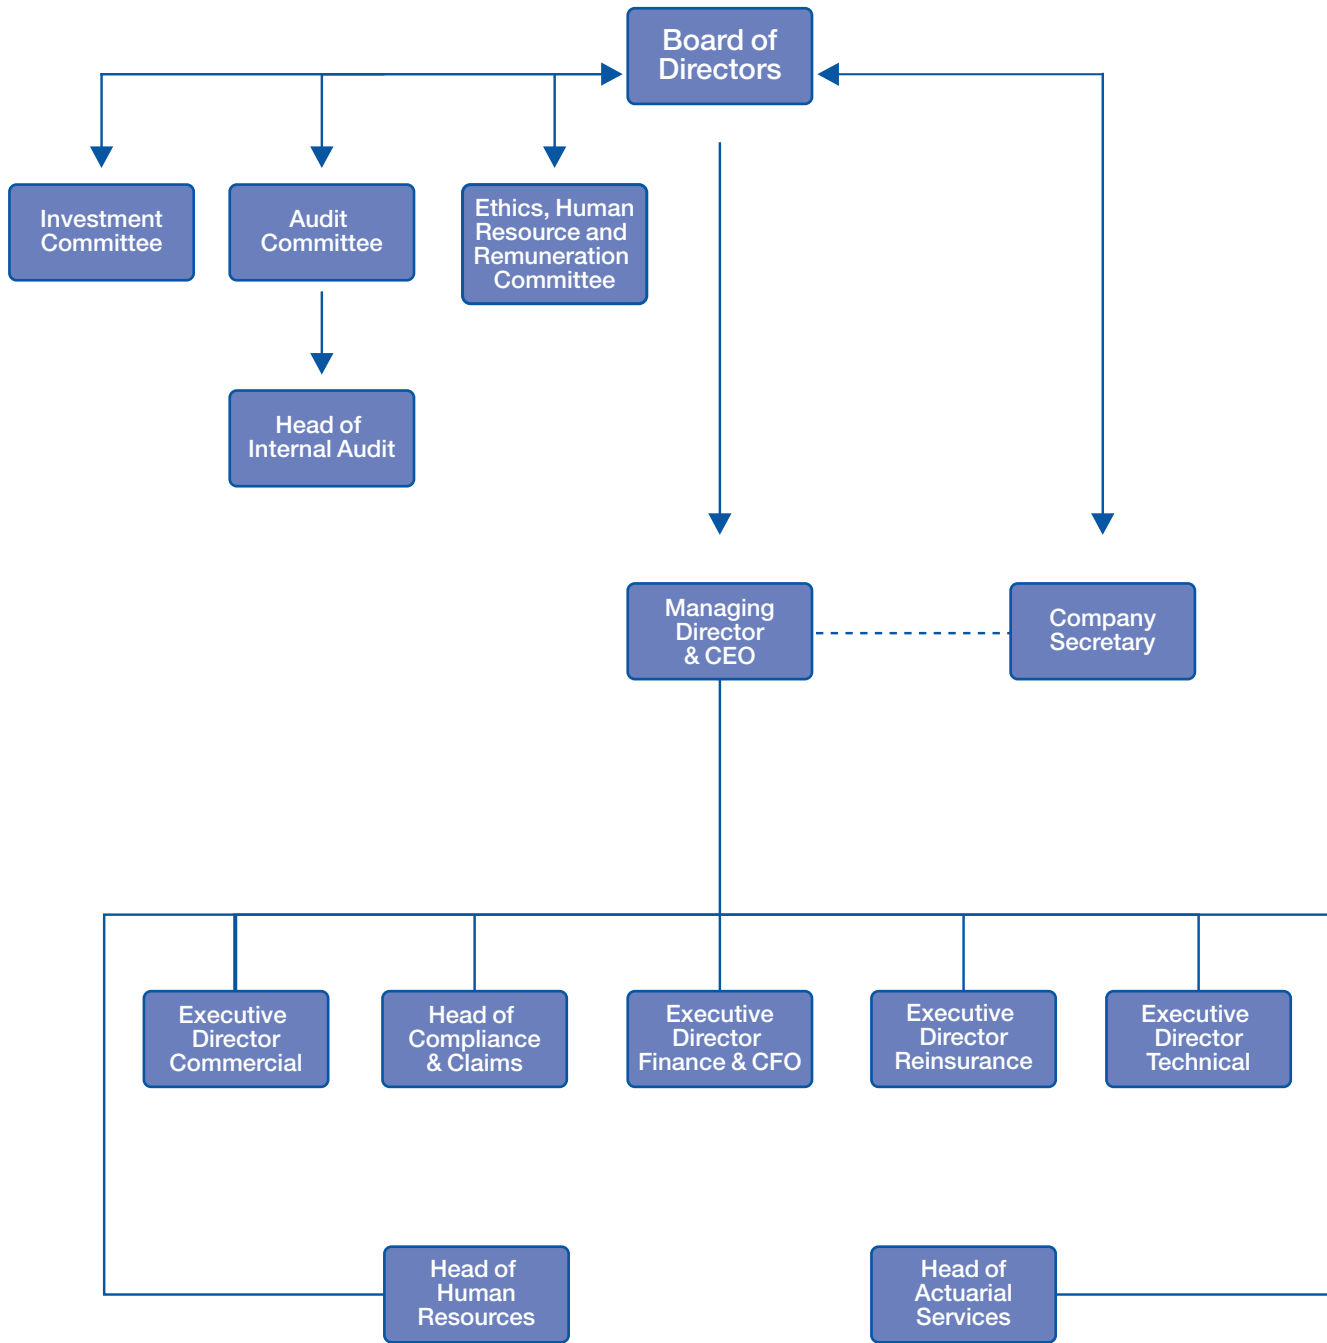 Board of
Directors
Investment
Committee
Audit
Committee
Ethics, Human
Resource and
Remuneration
Committee
Head of
Internal Audit
Managing
Director
& CEO
Company
Secretary
Executive
Director
Commercial
Head of
Compliance
& Claims
Executive
Director
Finance & CFO
Executive
Director
Reinsurance
Executive
Director
Technical
Head of
Human
Resources
Head of
Actuarial
Services